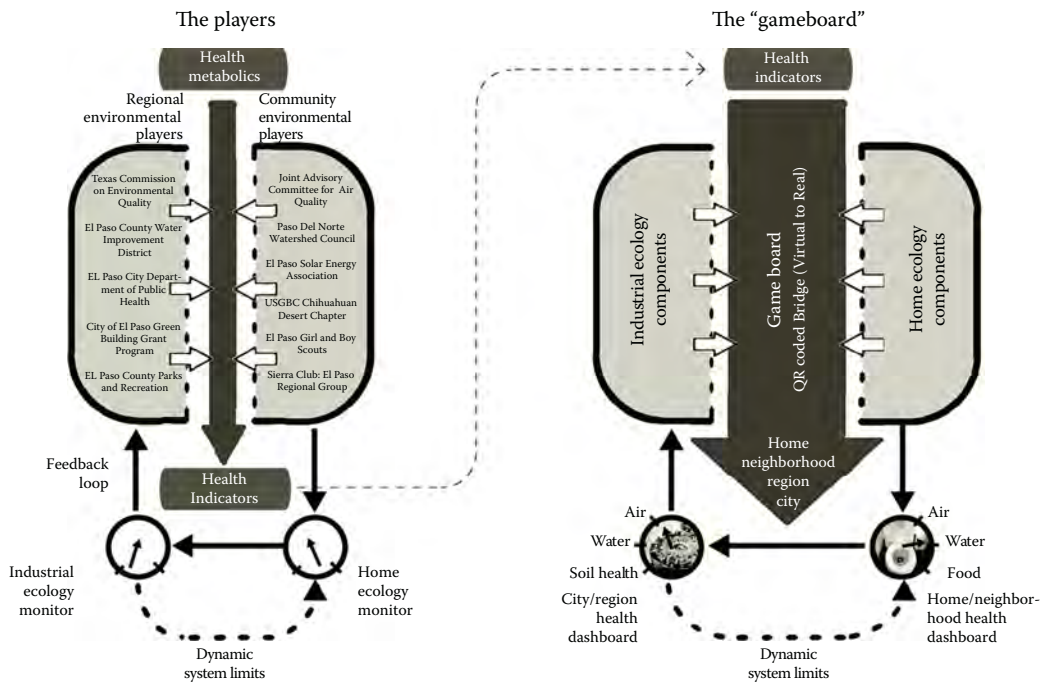 The players
Health
metabolics
Regional
environmental
players
Community
environmental
players
Texas Commission
on Environmental
Quality
El Paso County Water
Improvement
District
EL Paso City Depart-
ment of Public
Health
City of El Paso Green
Building Grant
Program
EL Paso County Parks
and Recreation
Joint Advisory
Committee for Air
Quality
Paso Del Norte
Watershed Council
El Paso Solar Energy
Association
USGBC Chihuahuan
Desert Chapter
El Paso Girl and Boy
Scouts
Sierra Club: El Paso
Regional Group
Feedback
loop
Health
Indicators
Industrial
ecology
monitor
Home
ecology
monitor
Dynamic
system limits
The “gameboard”
Health
indicators
Industrial ecology
components
Game board
QR coded Bridge (Virtual to Real)
Home ecology
components
Home
neighborhood
region
city
Air
Water
Soil health
City/region
health
dashboard
Air
Water
Food
Home/neighbor-
hood health
dashboard
Dynamic
system limits